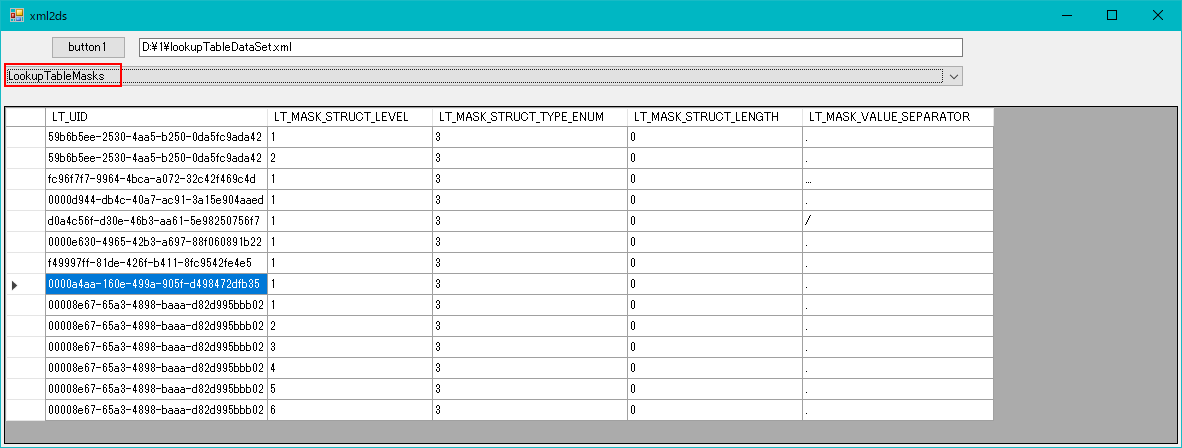 xml2ds
button1 D:¥1¥lookupTableDataSet.xml
LookupTableMasks
LT_UID LT_MASK_STRUCT_LEVEL LT_MASK_STRUCT_TYPE_ENUM LT_MASK_STRUCT_LENGTH LT_MASK_VALUE_SEPARATOR
59b6b5ee-2530-4aa5-b250-0da5fc9ada42 1 3 0 .
59b6b5ee-2530-4aa5-b250-0da5fc9ada42 2 3 0 .
fc96f7f7-9964-4bca-a072-32c42f469c4d 1 3 0 ...
0000d944-db4c-40a7-ac91-3a15e904aaed 1 3 0 .
d0a4c56f-d30e-46b3-aa61-5e98250756f7 1 3 0 /
0000e630-4965-42b3-a697-88f060891b22 1 3 0 .
f49997ff-81de-426f-b411-8fc9542fe4e5 1 3 0 .
0000a4aa-160e-499a-905f-d498472dfb35 1 3 0 .
00008e67-65a3-4898-baaa-d82d995bbb02 1 3 0 .
00008e67-65a3-4898-baaa-d82d995bbb02 2 3 0 .
00008e67-65a3-4898-baaa-d82d995bbb02 3 3 0 .
00008e67-65a3-4898-baaa-d82d995bbb02 4 3 0 .
00008e67-65a3-4898-baaa-d82d995bbb02 5 3 0 .
00008e67-65a3-4898-baaa-d82d995bbb02 6 3 0 .